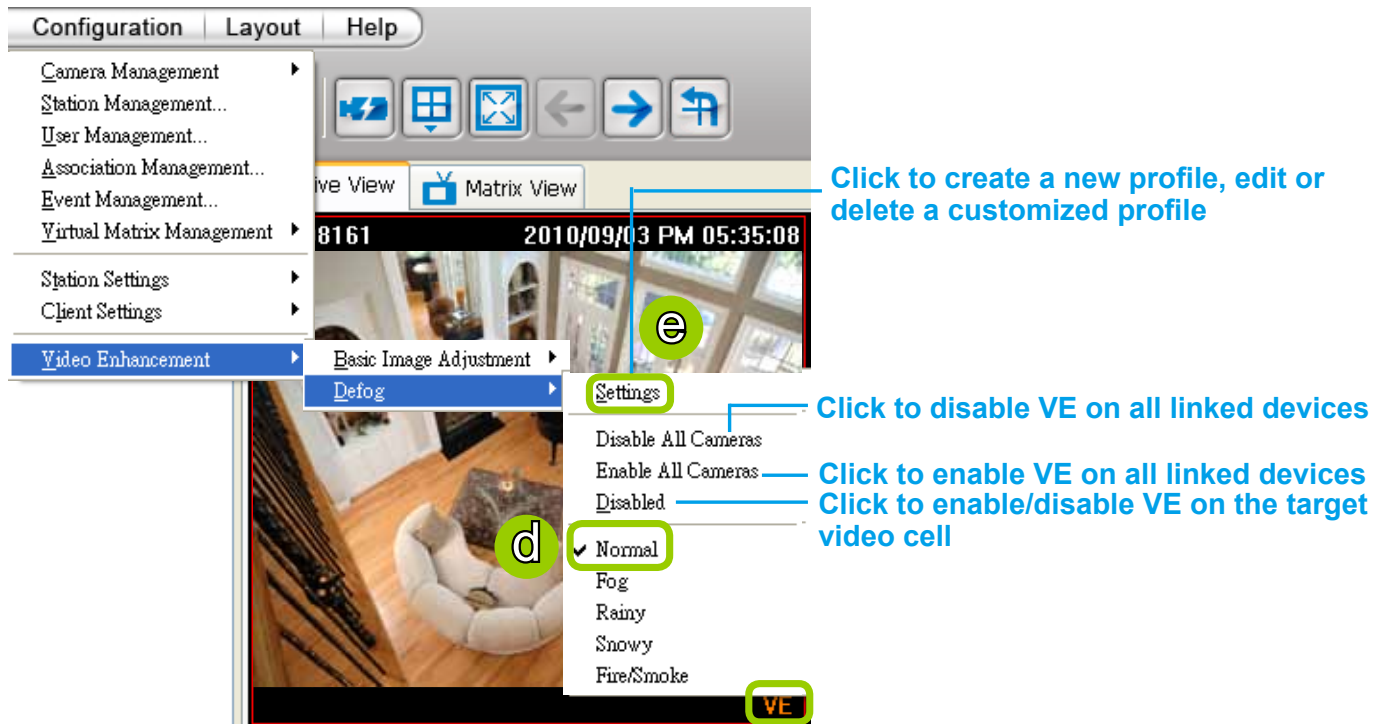 Configuration Layout Help
Camera Management
Station Management...
User Management...
Association Management...
Event Management...
Virtual Matrix Management
Station Settings
Client Settings
Video Enhancement
ive View
Matrix View
8161
2010/09/03 PM 05:35:08
Basic Image Adjustment
Defog
e
Settings
Disable All Cameras
Enable All Cameras
Disabled
d
Normal
Fog
Rainy
Snowy
Fire/Smoke
VE
Click to create a new profile, edit or
delete a customized profile
Click to disable VE on all linked devices
Click to enable VE on all linked devices
Click to enable/disable VE on the target
video cell